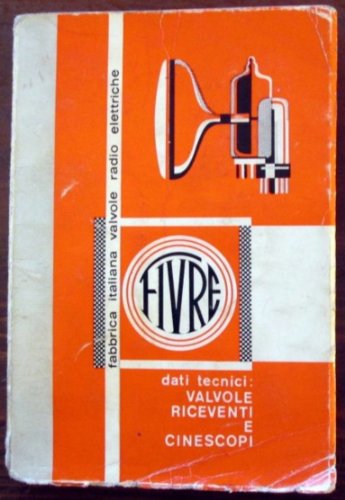 fabbrica italiana valvole radio elettriche
FIVRE
dati tecnici:
VALVOLE
RICEVENTI
E
CINESCOPI